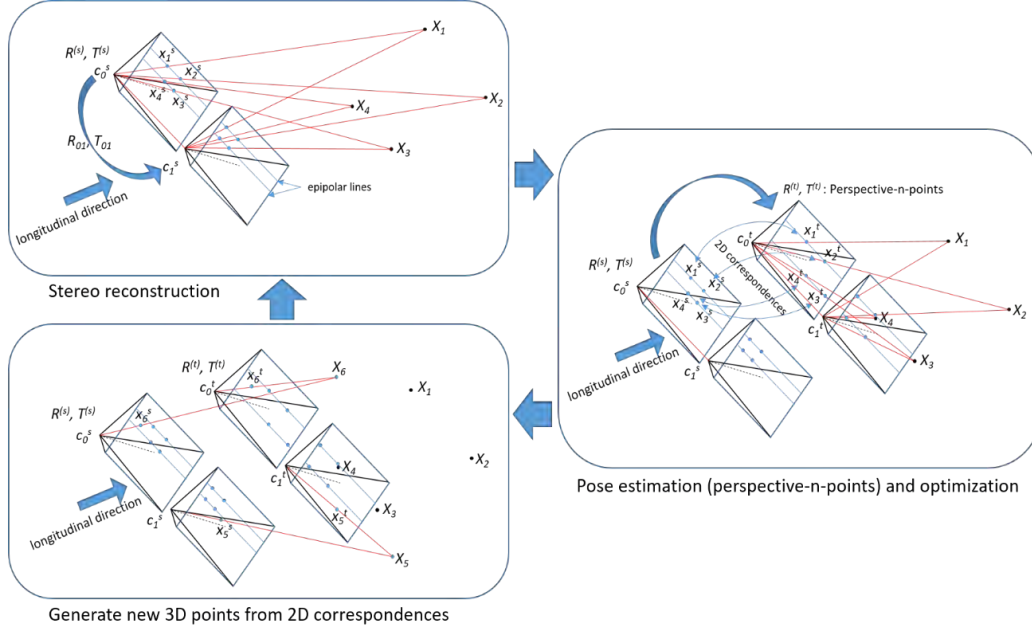 X₁
R⁽ˢ⁾, T⁽ˢ⁾
x₁ˢ
x₂ˢ
c₀ˢ
x₄ˢ
x₃ˢ
X₄
X₂
R₀₁, T₀₁
X₃
c₁ˢ
epipolar lines
longitudinal direction
Stereo reconstruction
R⁽ᵗ⁾, T⁽ᵗ⁾ : Perspective-n-points
x₁ᵗ
c₀ᵗ
x₂ᵗ
X₁
2D correspondences
R⁽ˢ⁾, T⁽ˢ⁾
x₁ˢ
x₂ˢ
c₀ˢ
x₄ᵗ
x₃ᵗ
x₄ˢ
x₃ˢ
X₂
X₄
c₁ᵗ
X₃
c₁ˢ
longitudinal direction
Pose estimation (perspective-n-points) and optimization
R⁽ᵗ⁾, T⁽ᵗ⁾
X₆
x₆ᵗ
c₀ᵗ
X₁
R⁽ˢ⁾, T⁽ˢ⁾
x₆ˢ
c₀ˢ
X₂
X₄
c₁ᵗ
X₃
x₅ᵗ
c₁ˢ
x₅ˢ
X₅
longitudinal direction
Generate new 3D points from 2D correspondences